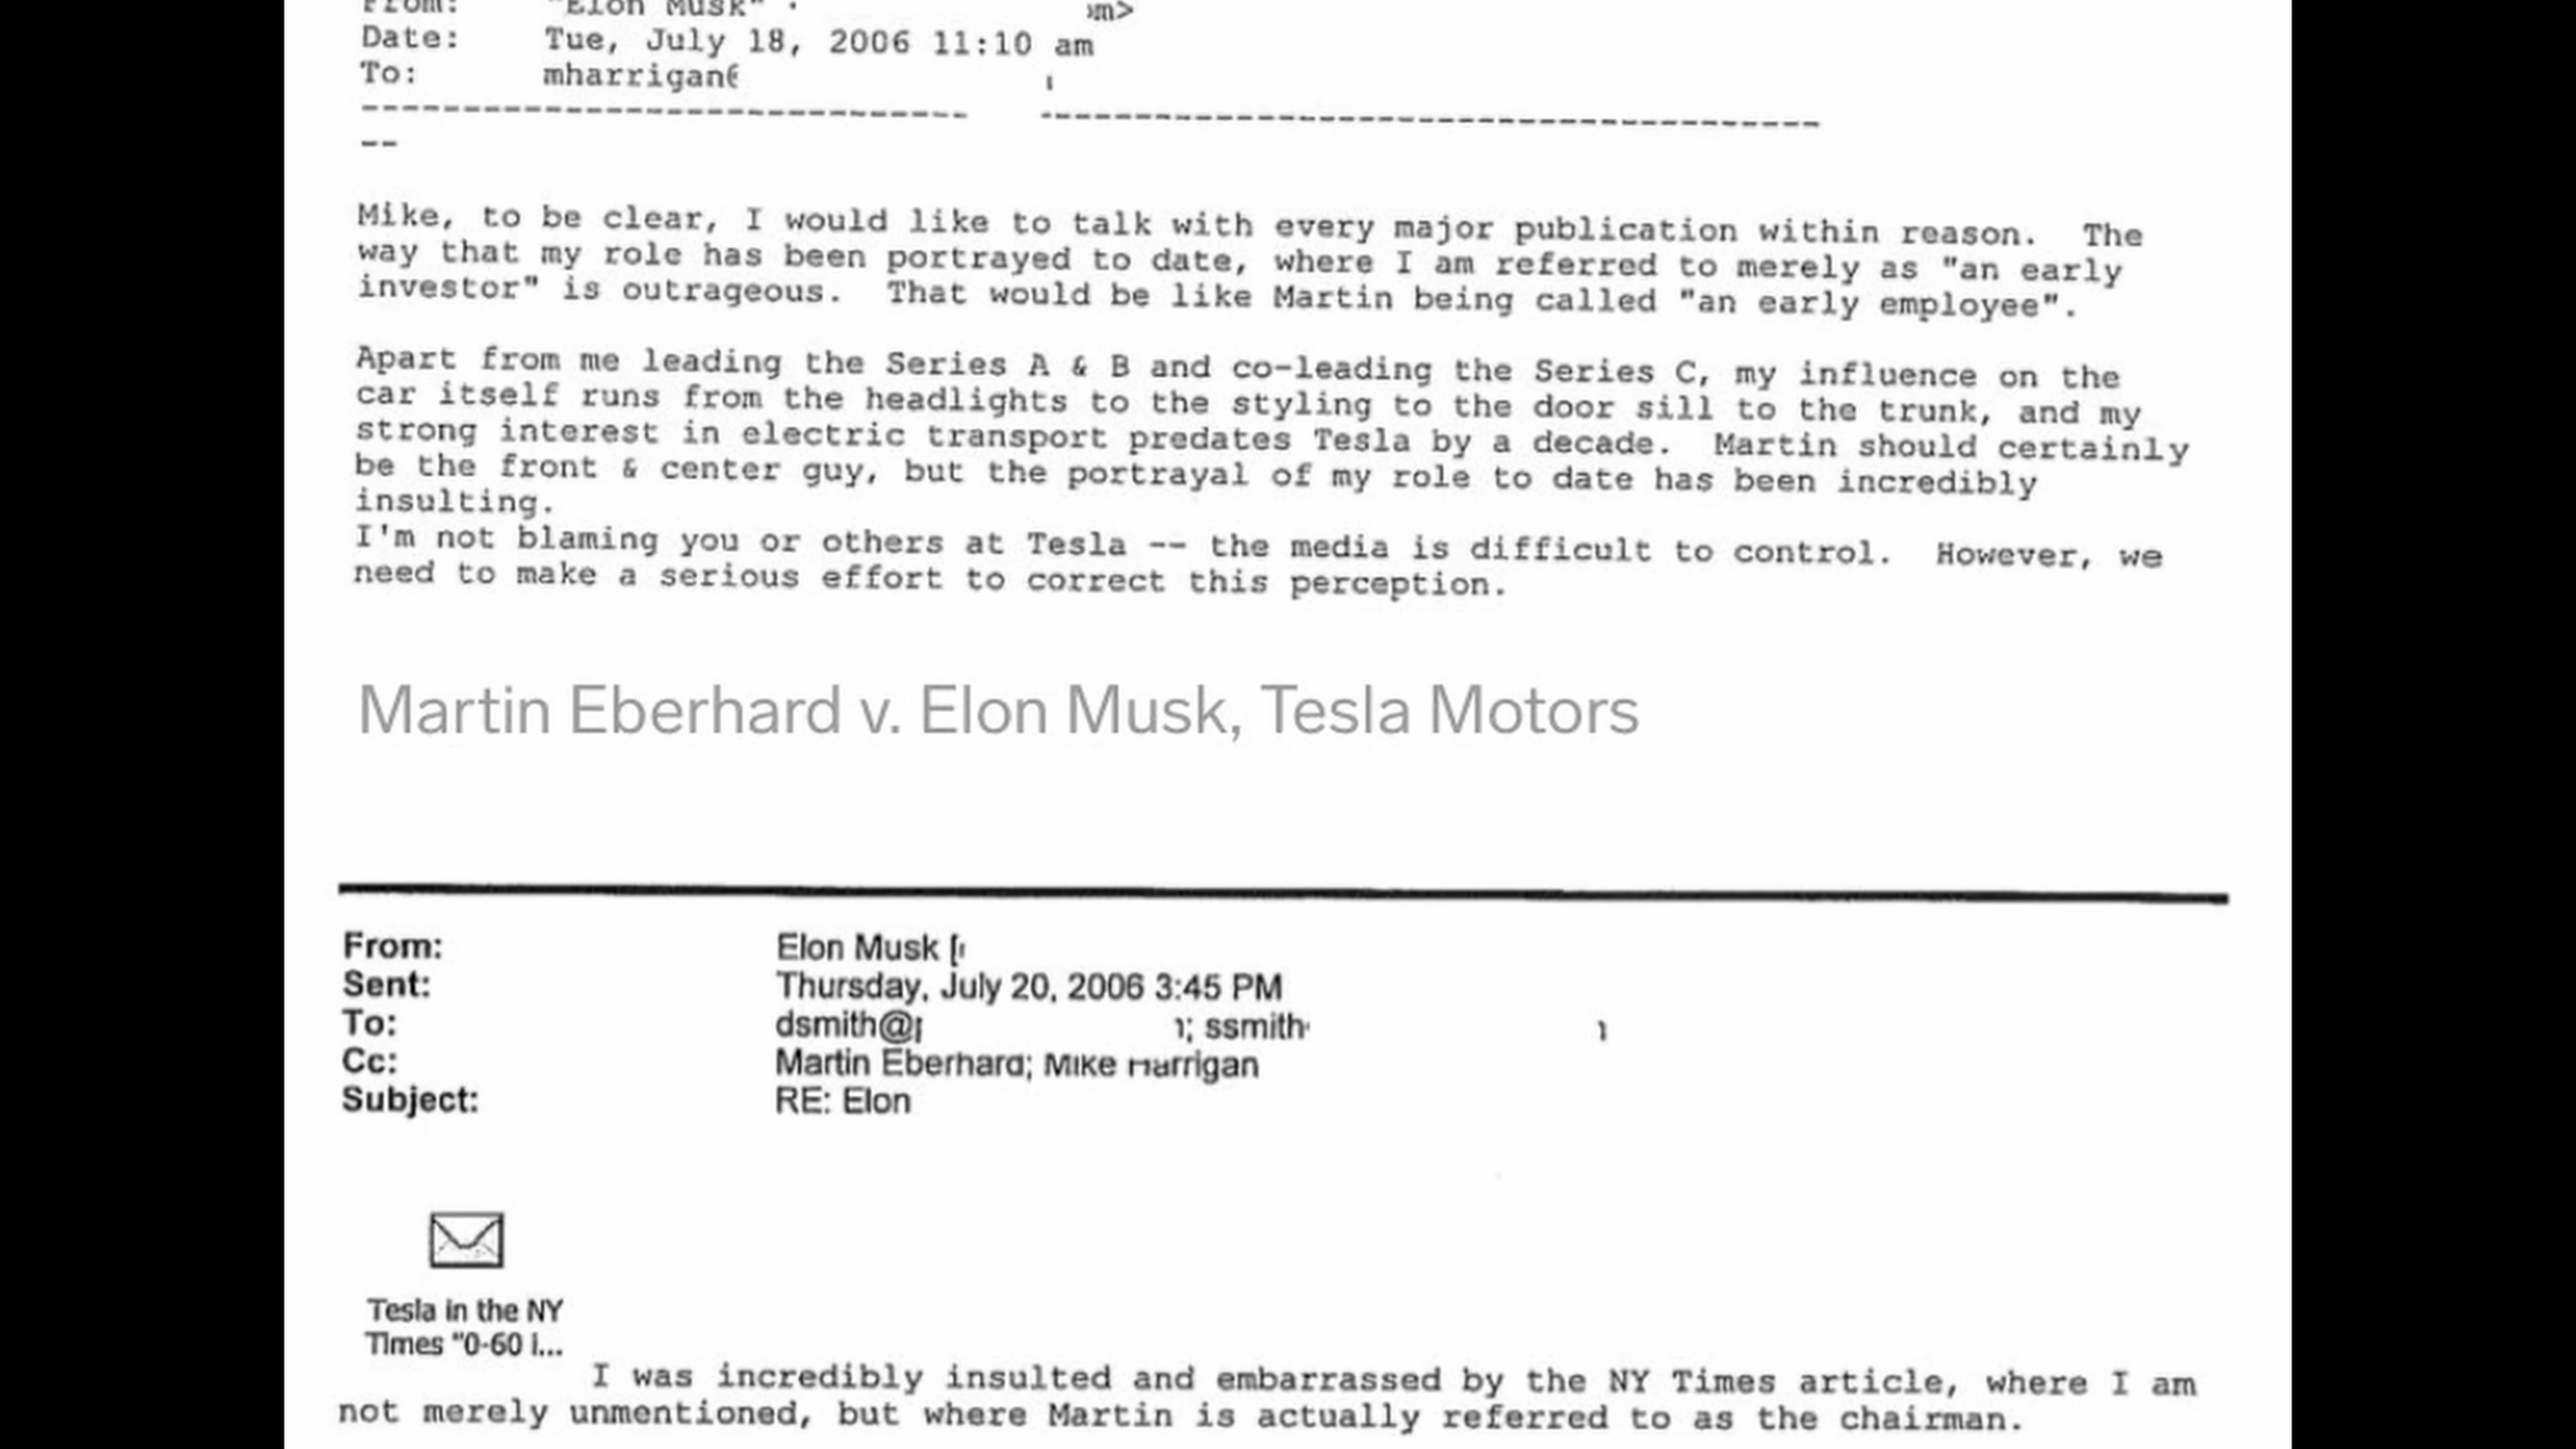 From: "Elon Musk"
Date: Tue, July 18, 2006 11:10 am
To: mharrigan
--
Mike, to be clear, I would like to talk with every major publication within reason. The
way that my role has been portrayed to date, where I am referred to merely as "an early
investor" is outrageous. That would be like Martin being called "an early employee".
Apart from me leading the Series A & B and co-leading the Series C, my influence on the
car itself runs from the headlights to the styling to the door sill to the trunk, and my
strong interest in electric transport predates Tesla by a decade. Martin should certainly
be the front & center guy, but the portrayal of my role to date has been incredibly
insulting.
I'm not blaming you or others at Tesla -- the media is difficult to control. However, we
need to make a serious effort to correct this perception.
Martin Eberhard v. Elon Musk, Tesla Motors
From: Elon Musk [
Sent: Thursday, July 20, 2006 3:45 PM
To: dsmith@ ; ssmith
Cc: Martin Eberhard; Mike Harrigan
Subject: RE: Elon
Tesla in the NY
Times "0-60 i...
I was incredibly insulted and embarrassed by the NY Times article, where I am
not merely unmentioned, but where Martin is actually referred to as the chairman.